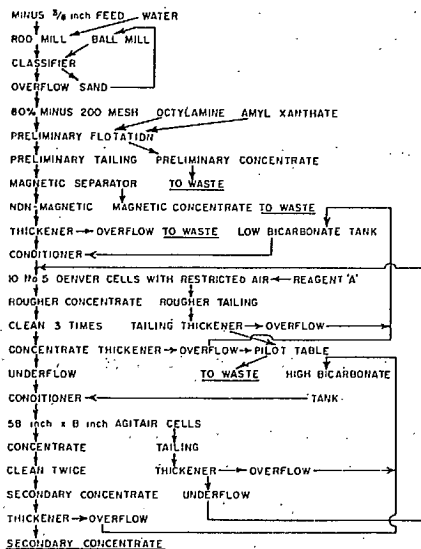 MINUS 3/8 inch FEED WATER
ROD MILL BALL MILL
CLASSIFIER
OVERFLOW SAND
80% MINUS 200 MESH OCTYLAMINE AMYL XANTHATE
PRELIMINARY FLOTATION
PRELIMINARY TAILING PRELIMINARY CONCENTRATE
MAGNETIC SEPARATOR TO WASTE
NON-MAGNETIC MAGNETIC CONCENTRATE TO WASTE
THICKENER OVERFLOW TO WASTE LOW BICARBONATE TANK
CONDITIONER
10 No 5 DENVER CELLS WITH RESTRICTED AIR REAGENT 'A'
ROUGHER CONCENTRATE ROUGHER TAILING
CLEAN 3 TIMES TAILING THICKENER OVERFLOW
CONCENTRATE THICKENER OVERFLOW PILOT TABLE
UNDERFLOW TO WASTE HIGH BICARBONATE
CONDITIONER TANK
58 inch x 8 inch AGITAIR CELLS
CONCENTRATE TAILING
CLEAN TWICE THICKENER OVERFLOW
SECONDARY CONCENTRATE UNDERFLOW
THICKENER OVERFLOW
SECONDARY CONCENTRATE